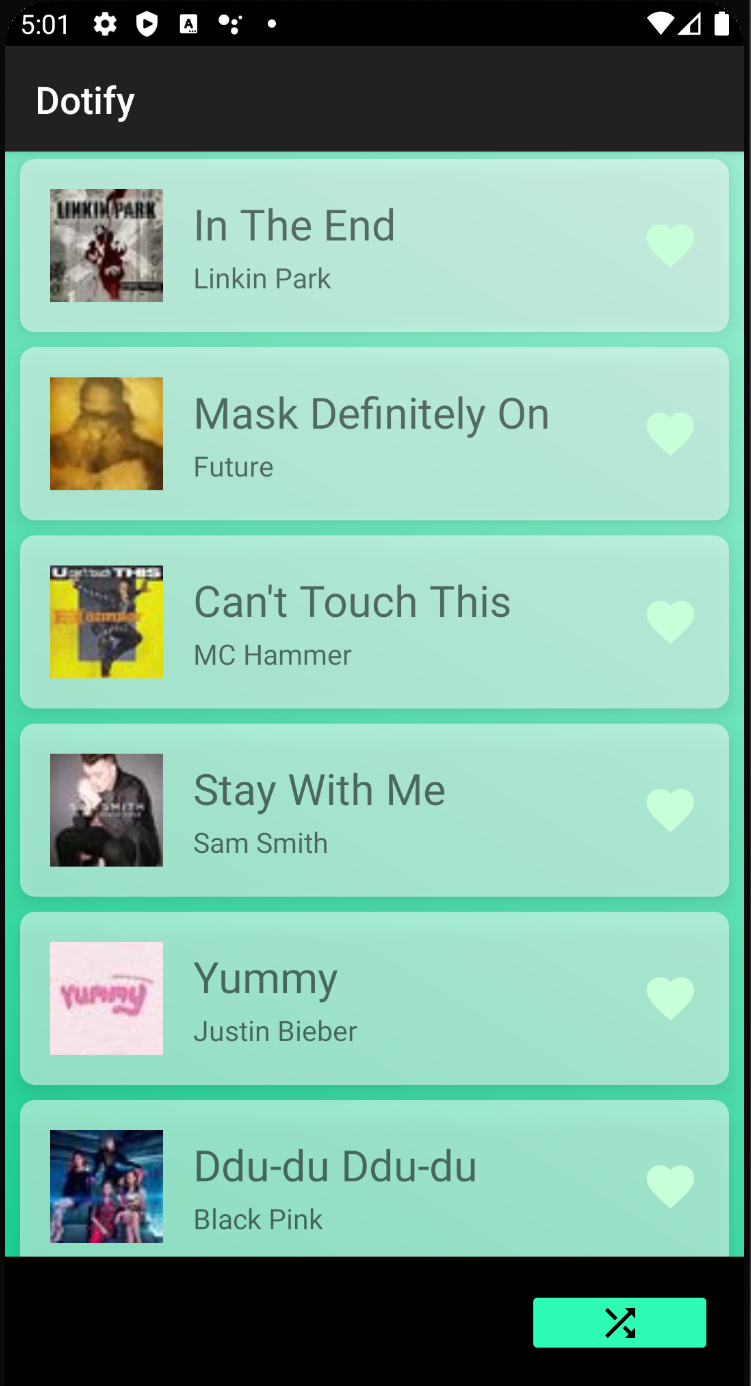 5:01
A
Dotify
LINKIN PARK
In The End
Linkin Park
Mask Definitely On
Future
U can't touch THIS
Hammer
Can't Touch This
MC Hammer
SAM SMITH
Stay With Me
Sam Smith
YUMMY
Yummy
Justin Bieber
Ddu-du Ddu-du
Black Pink